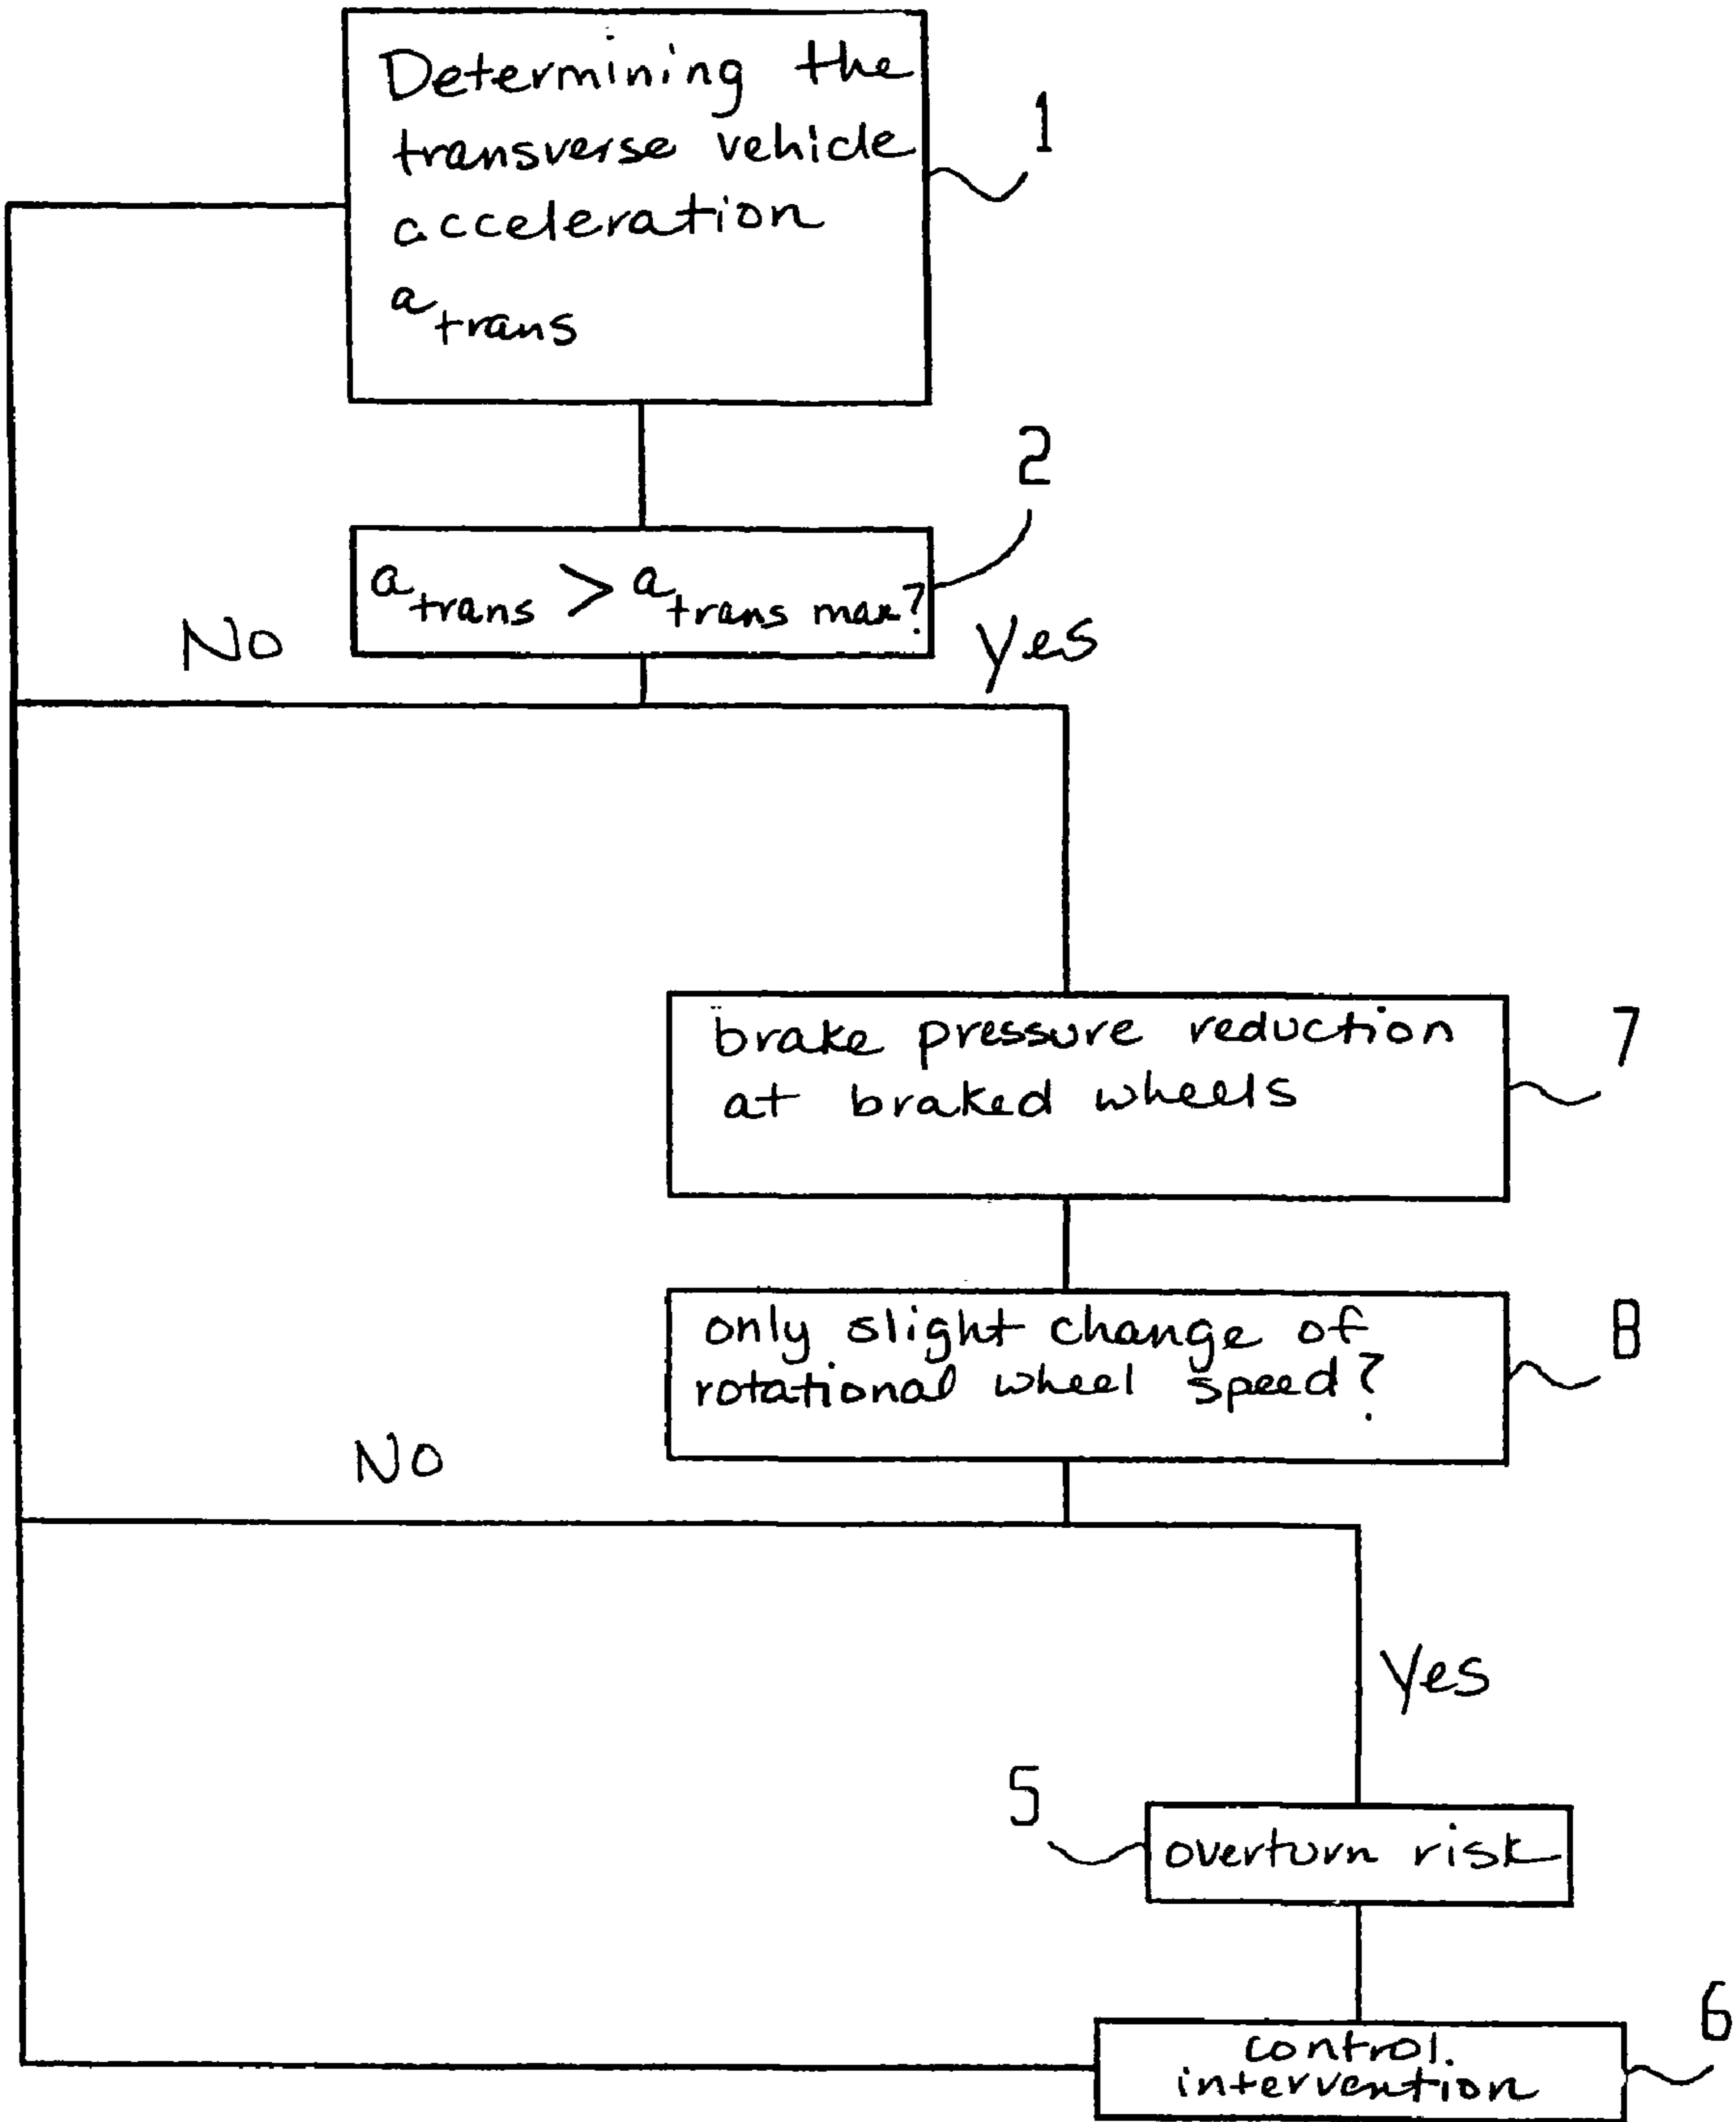 Determining the
transverse vehicle
acceleration
a trans
1
2
a trans > a trans max?
No
Yes
brake pressure reduction
at braked wheels
7
only slight change of
rotational wheel speed?
8
No
Yes
5
overturn risk
6
control.
intervention